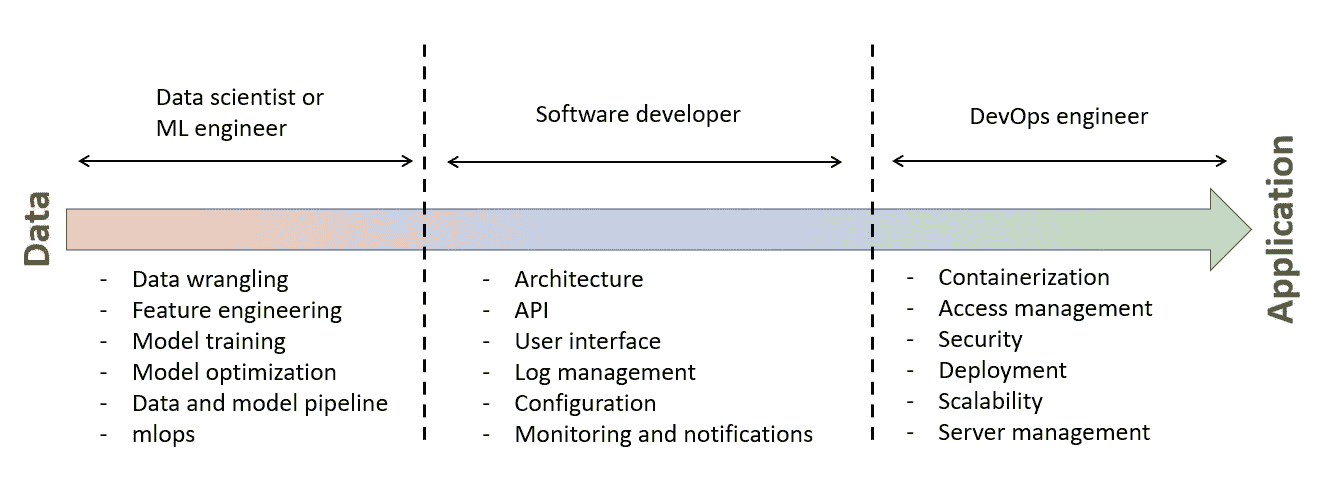 Data scientist or
ML engineer
Software developer
DevOps engineer
Data
Application
- Data wrangling
- Feature engineering
- Model training
- Model optimization
- Data and model pipeline
- mlops
- Architecture
- API
- User interface
- Log management
- Configuration
- Monitoring and notifications
- Containerization
- Access management
- Security
- Deployment
- Scalability
- Server management